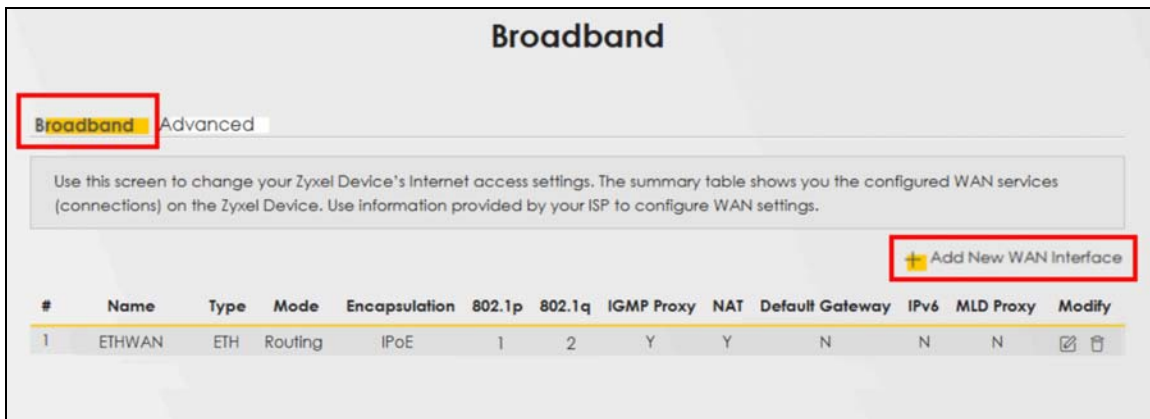 Broadband
Broadband Advanced
Use this screen to change your Zyxel Device's Internet access settings. The summary table shows you the configured WAN services
(connections) on the Zyxel Device. Use information provided by your ISP to configure WAN settings.
+ Add New WAN Interface
# Name Type Mode Encapsulation 802.1p 802.1q IGMP Proxy NAT Default Gateway IPv6 MLD Proxy Modify
1 ETHWAN ETH Routing IPoE 1 2 Y Y N N N